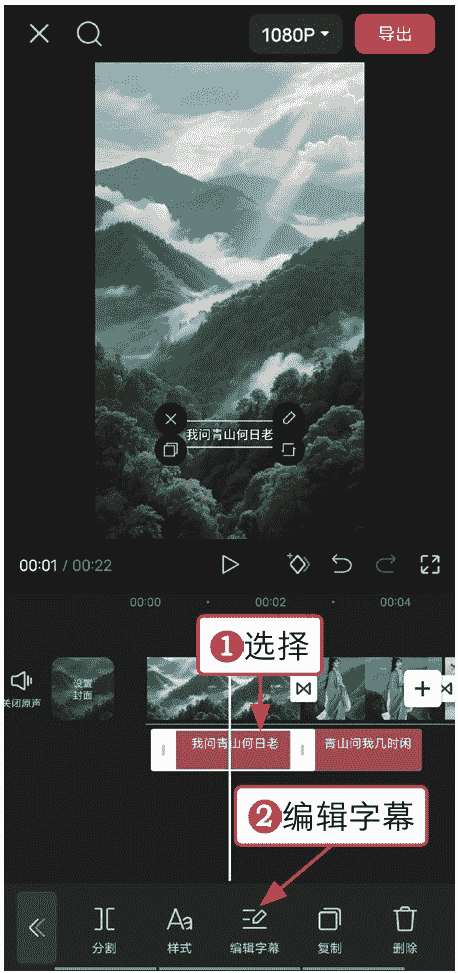 1080P
导出
我问青山何日老
00:01 / 00:22
00:00
00:02
00:04
❶选择
关闭原声
设置
封面
我问青山何日老
青山问我几时闲
❷编辑字幕
分割
Aa
样式
编辑字幕
复制
删除